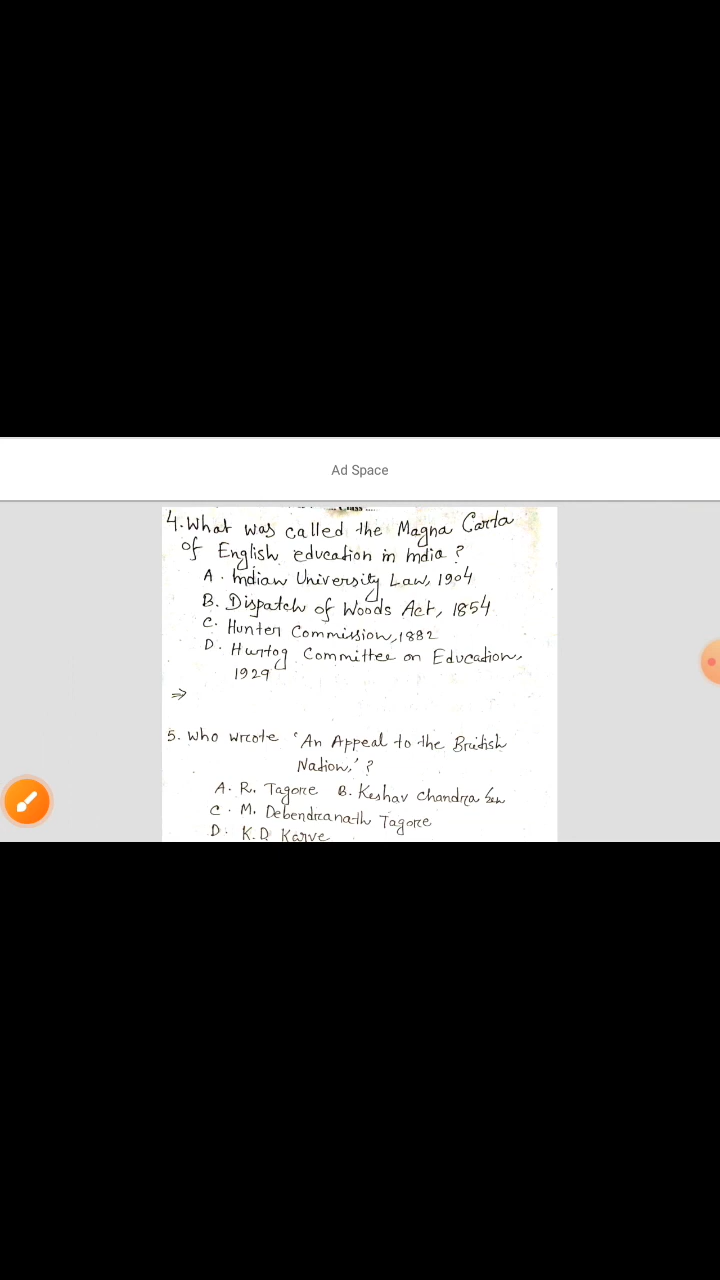 Ad Space
4. What was called the Magna Carta
of English education in India ?
A. Indian University Law, 1904
B. Dispatch of Woods Act, 1854
C. Hunter Commission, 1882
D. Hurtog Committee on Education,
1929
⇒
5. Who wrote 'An Appeal to the British
Nation,' ?
A. R. Tagore B. Keshav Chandra Sen
C. M. Debendranath Tagore
D. K.D Karve